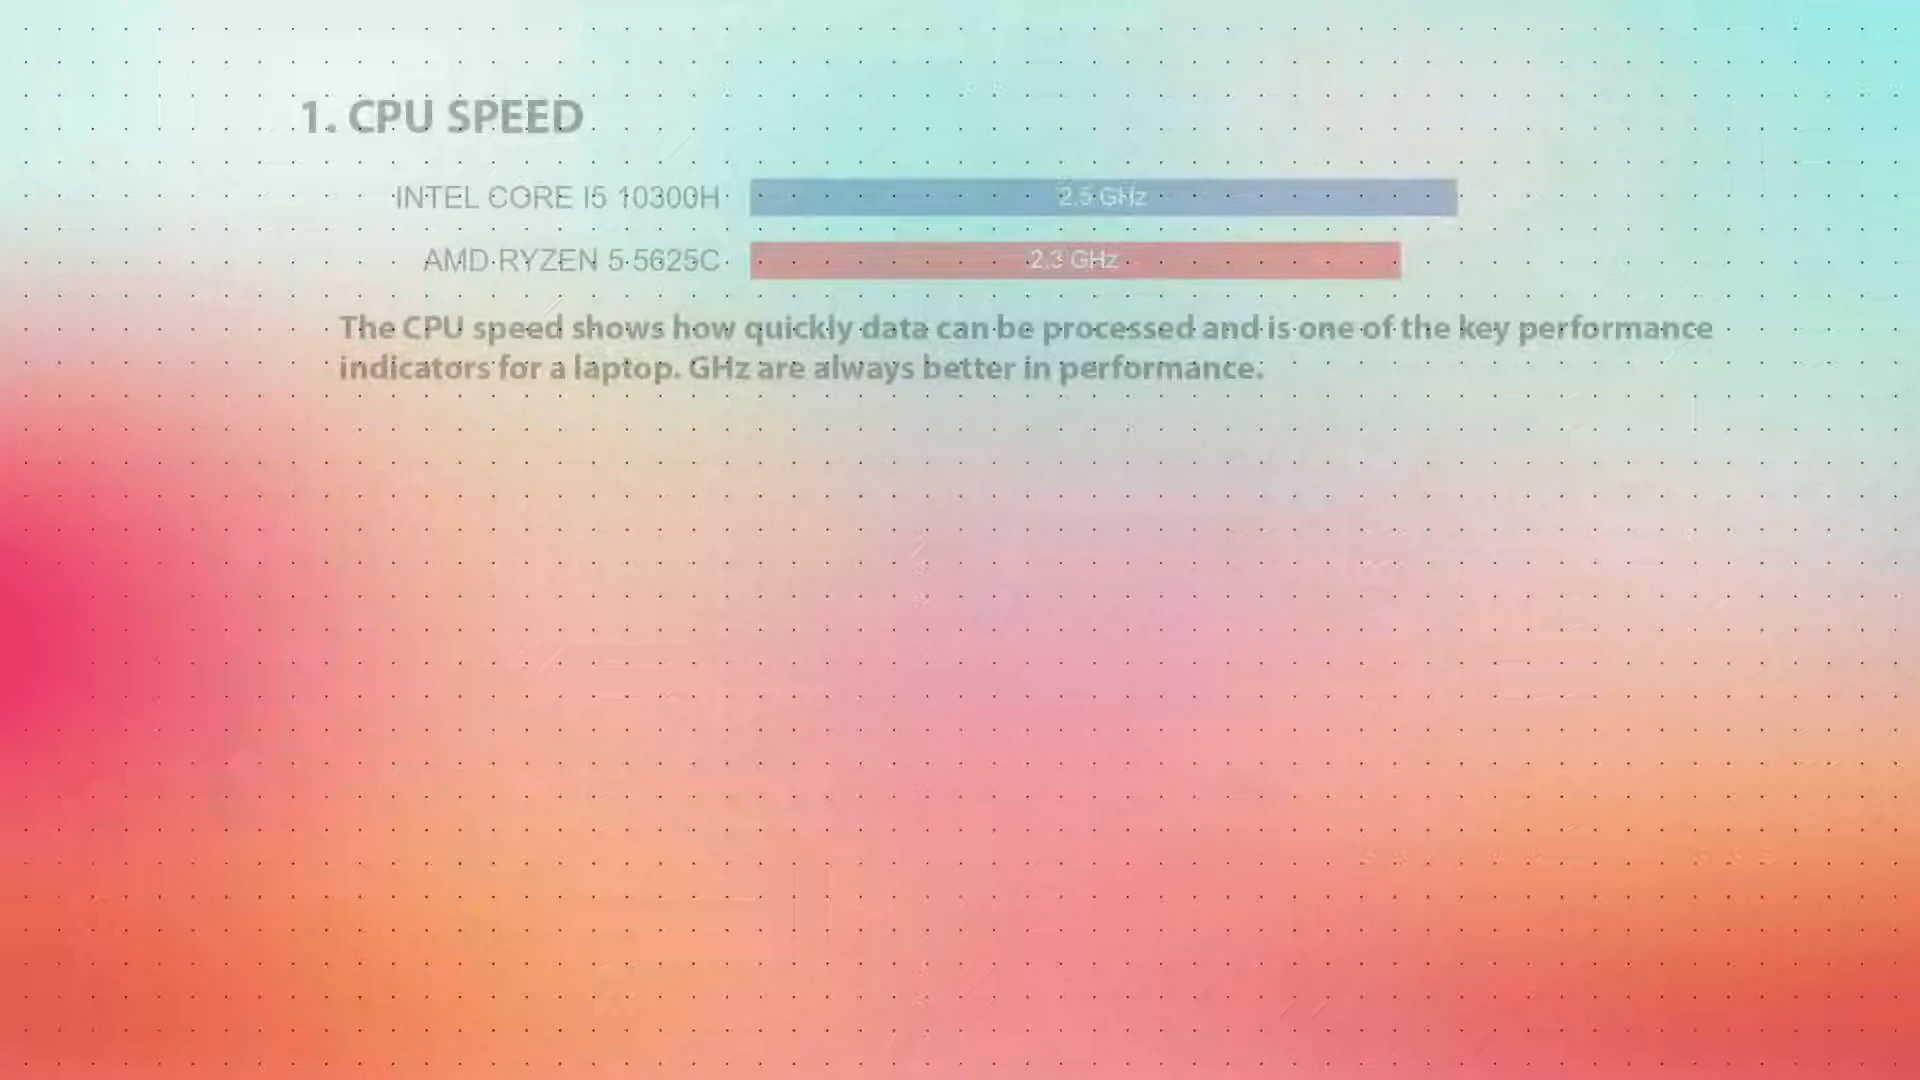 1. CPU SPEED
INTEL CORE I5 10300H
2.5 GHz
AMD RYZEN 5 5625C
2.3 GHz
The CPU speed shows how quickly data can be processed and is one of the key performance
indicators for a laptop. GHz are always better in performance.